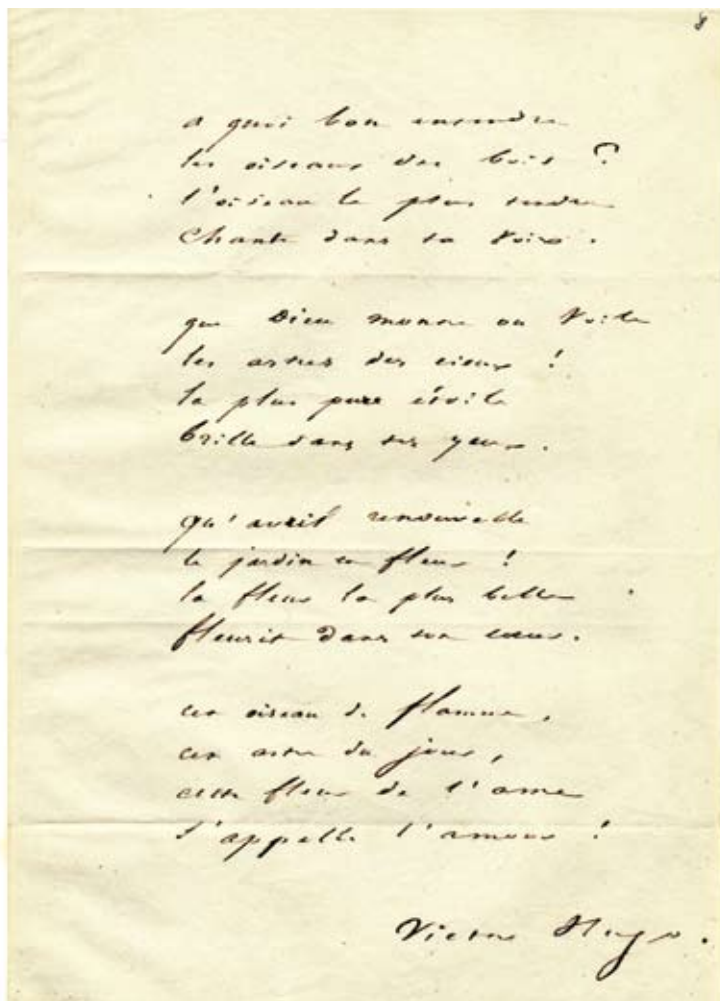 8
a quoi bon entendre
les oiseaux des bois ?
l'oiseau le plus tendre
chante dans ta voix.
que Dieu montre ou voile
les astres des cieux !
la plus pure étoile
brille dans tes yeux.
qu'avril renouvelle
le jardin en fleur !
la fleur la plus belle
fleurit dans ton cœur.
cet oiseau de flamme,
cet astre du jour,
cette fleur de l'ame
s'appelle l'amour !
Victor Hugo.